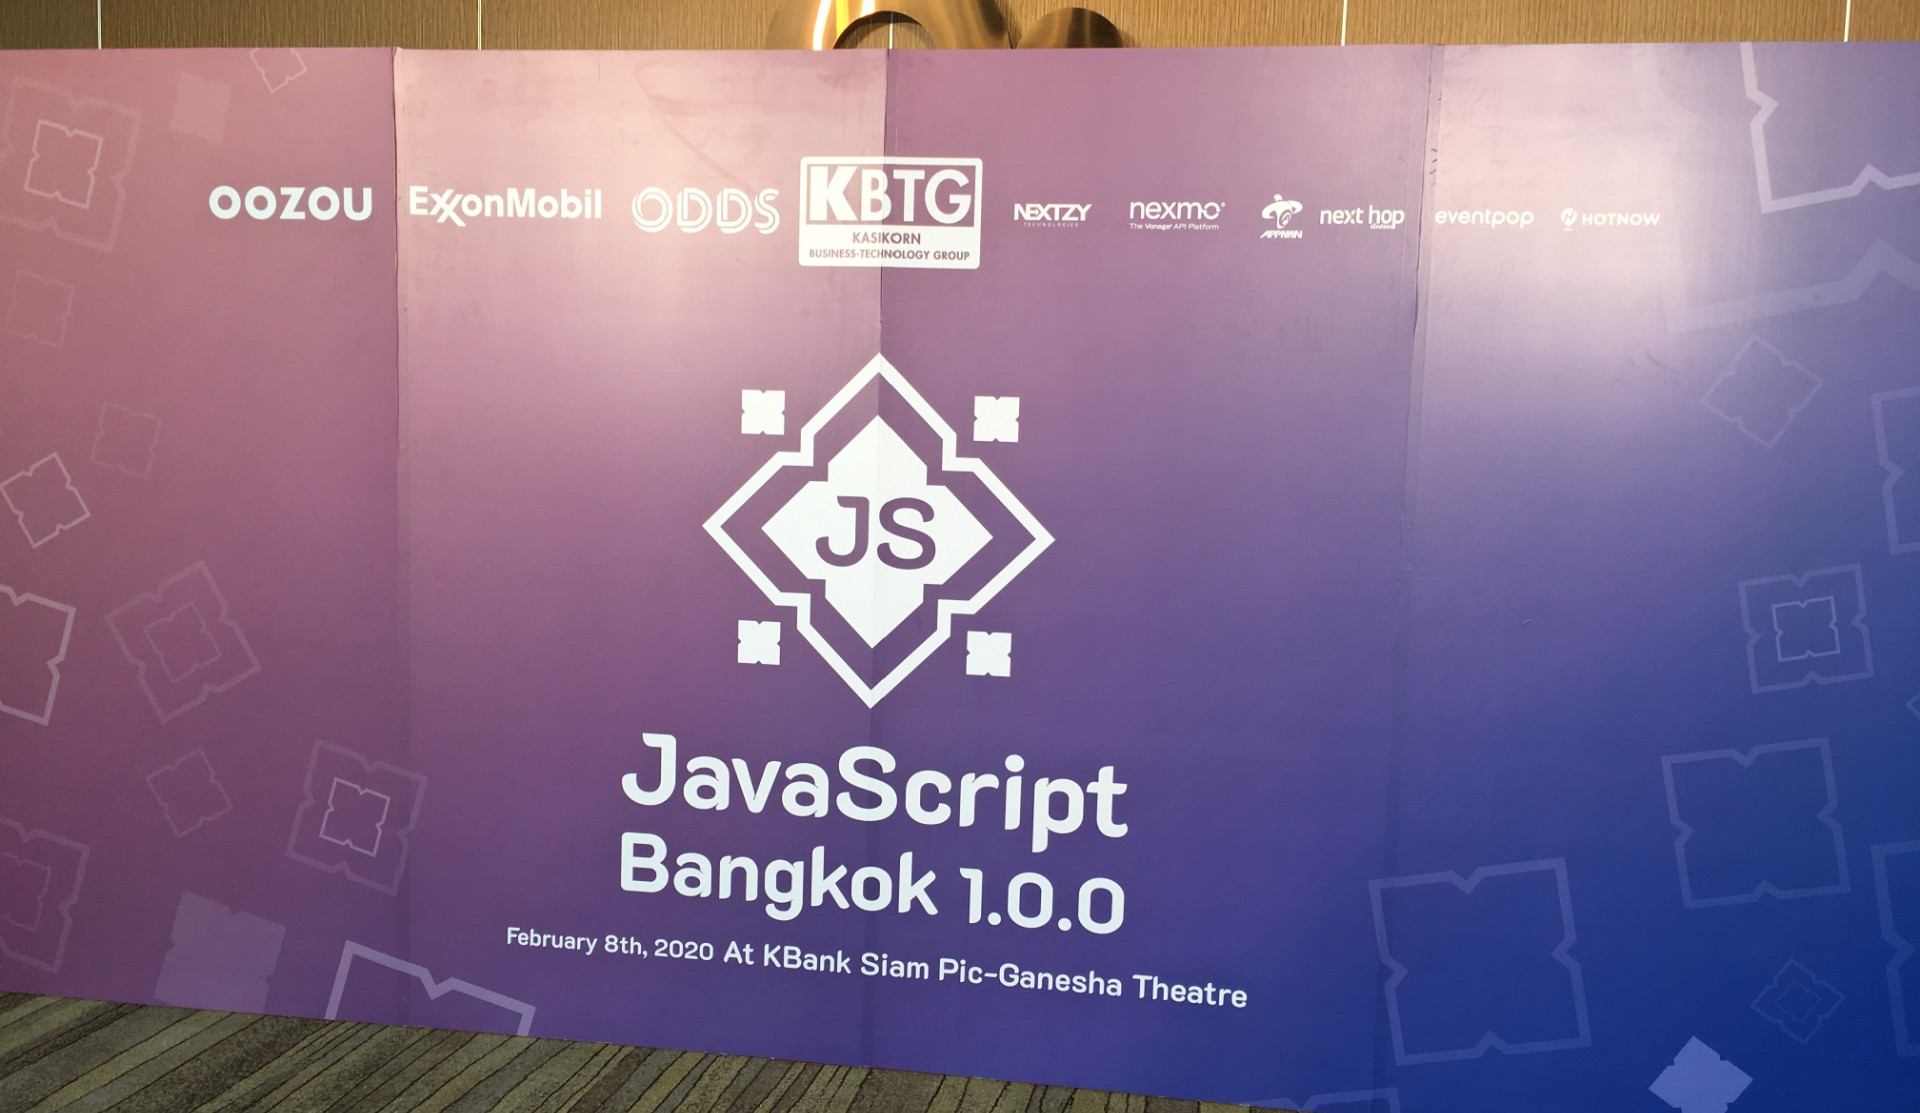 OOZOU
ExxonMobil
ODDS
KBTG
KASIKORN
BUSINESS-TECHNOLOGY GROUP
NEXTZY
TECHNOLOGIES
nexmo®
The Vonage® API Platform
APPMAN
next hop
eventpop
HOTNOW
JS
JavaScript
Bangkok 1.0.0
February 8th, 2020 At KBank Siam Pic-Ganesha Theatre